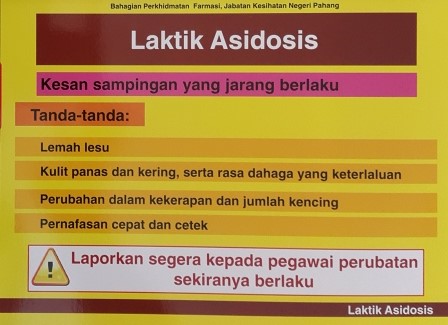 Bahagian Perkhidmatan Farmasi, Jabatan Kesihatan Negeri Pahang
Laktik Asidosis
Kesan sampingan yang jarang berlaku
Tanda-tanda:
Lemah lesu
Kulit panas dan kering, serta rasa dahaga yang keterlaluan
Perubahan dalam kekerapan dan jumlah kencing
Pernafasan cepat dan cetek
! Laporkan segera kepada pegawai perubatan
sekiranya berlaku
Laktik Asidosis